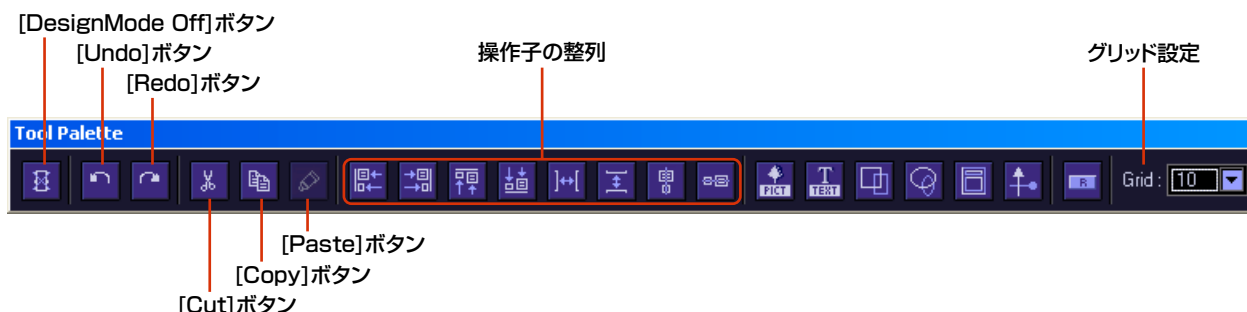 [DesignMode Off]ボタン
[Undo]ボタン
[Redo]ボタン
操作子の整列
グリッド設定
Tool Palette
PICT
T
TEXT
R
Grid : 10
[Paste]ボタン
[Copy]ボタン
[Cut]ボタン